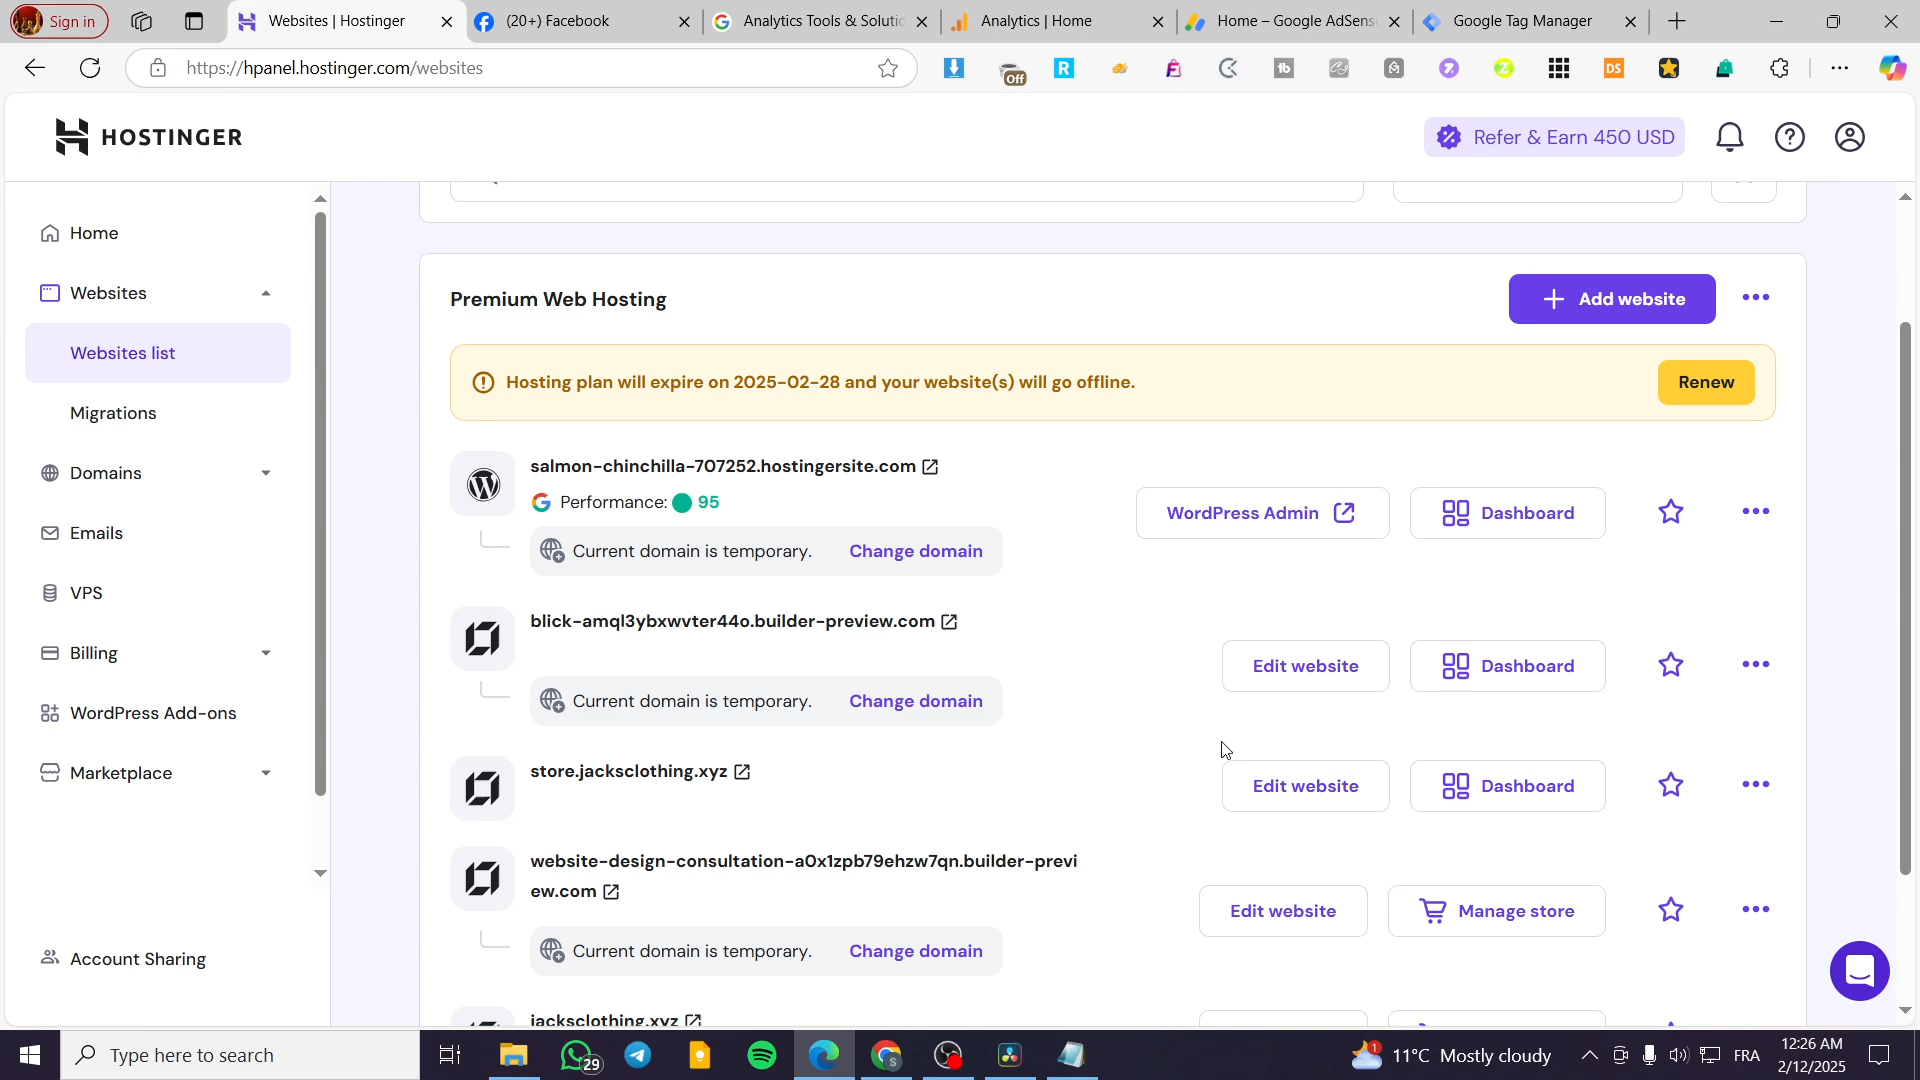 Sign in
Websites | Hostinger
(20+) Facebook
Analytics Tools & Solutic
Analytics | Home
Home – Google AdSens
Google Tag Manager
https://hpanel.hostinger.com/websites
Off
R
tb
DS
HOSTINGER
Refer & Earn 450 USD
Home
Websites
Websites list
Migrations
Domains
Emails
VPS
Billing
WordPress Add-ons
Marketplace
Account Sharing
Premium Web Hosting
Add website
Hosting plan will expire on 2025-02-28 and your website(s) will go offline.
Renew
salmon-chinchilla-707252.hostingersite.com
Performance: 95
Current domain is temporary. Change domain
WordPress Admin
Dashboard
blick-amql3ybxwvter44o.builder-preview.com
Current domain is temporary. Change domain
Edit website
Dashboard
store.jacksclothing.xyz
Edit website
Dashboard
website-design-consultation-a0x1zpb79ehzw7qn.builder-previ
ew.com
Current domain is temporary. Change domain
Edit website
Manage store
jacksclothing.xyz
Type here to search
29
1
11°C Mostly cloudy
FRA
12:26 AM
2/12/2025